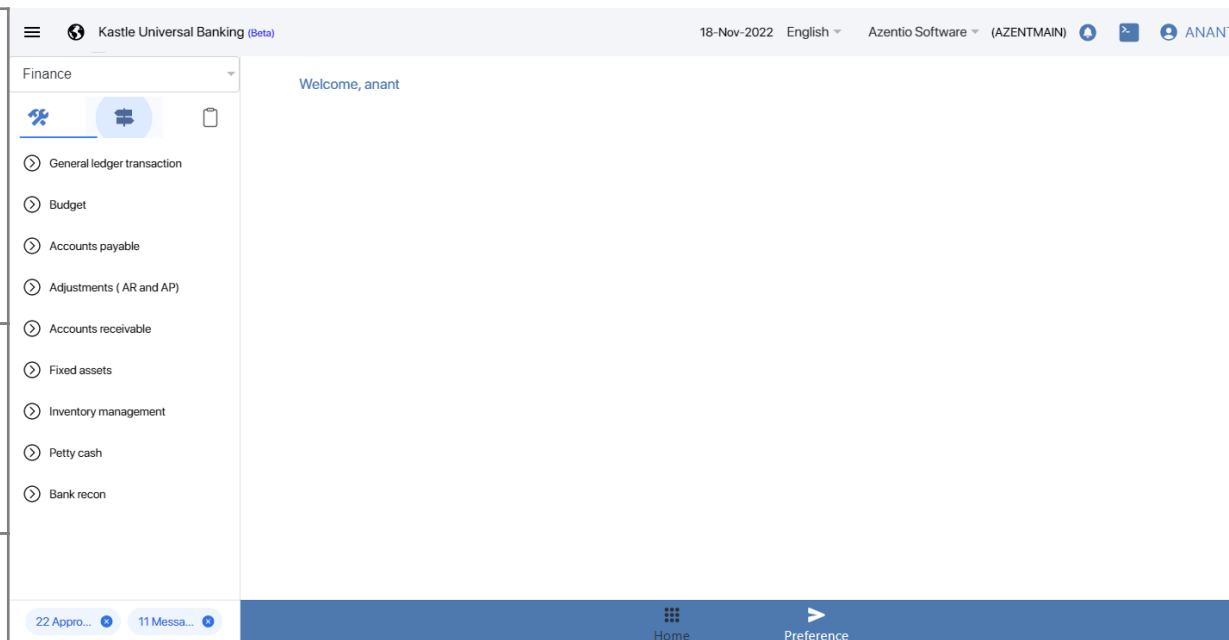 Kastle Universal Banking (Beta)
18-Nov-2022 English Azentio Software (AZENTMAIN) ANANT
Finance
Welcome, anant
General ledger transaction
Budget
Accounts payable
Adjustments ( AR and AP)
Accounts receivable
Fixed assets
Inventory management
Petty cash
Bank recon
22 Appro... 11 Messa...
Home
Preference